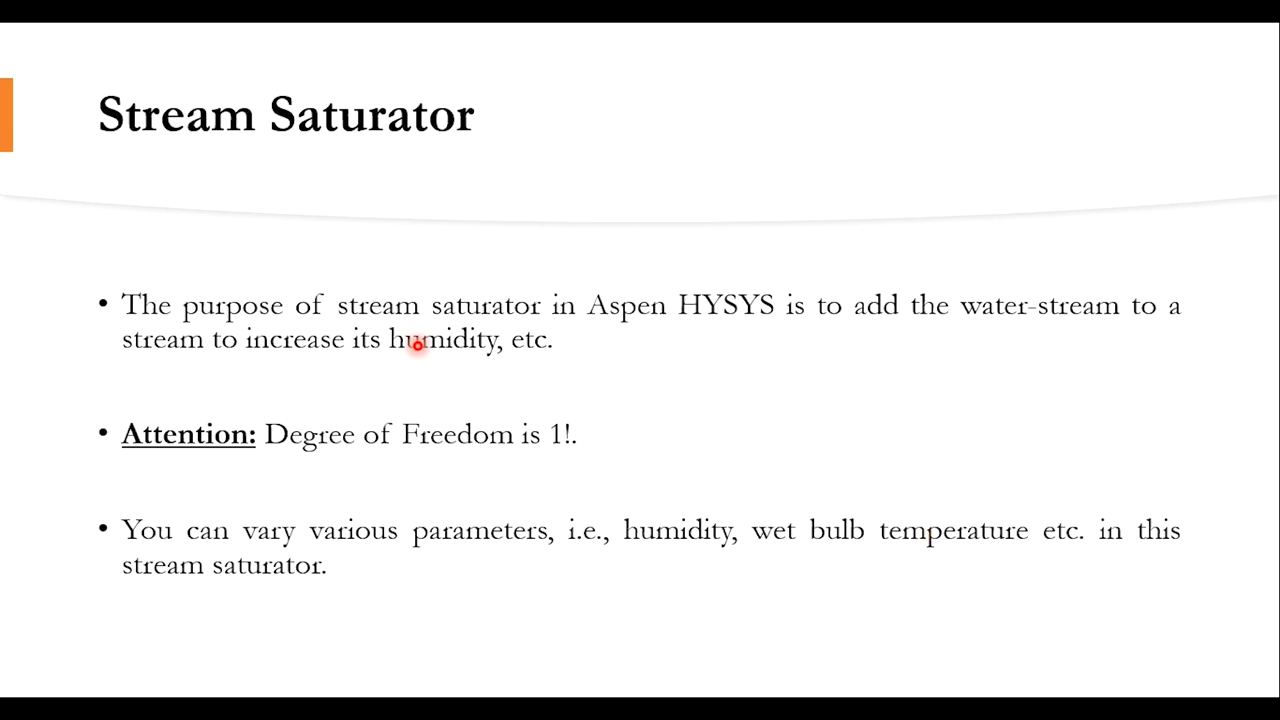 Stream Saturator
• The purpose of stream saturator in Aspen HYSYS is to add the water-stream to a
stream to increase its humidity, etc.
• Attention: Degree of Freedom is 1!.
• You can vary various parameters, i.e., humidity, wet bulb temperature etc. in this
stream saturator.